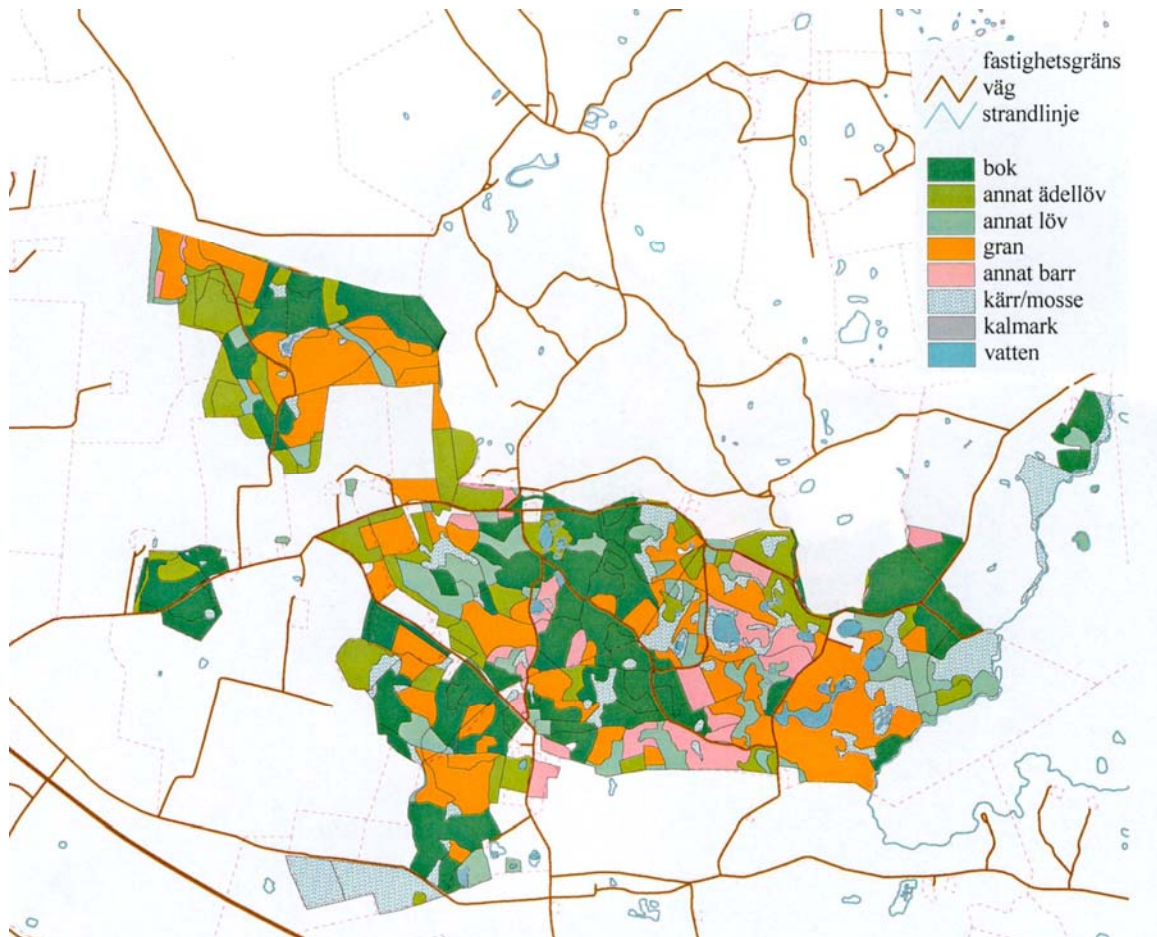 fastighetsgräns
väg
strandlinje
bok
annat ädellöv
annat löv
gran
annat barr
kärr/mosse
kalmark
vatten